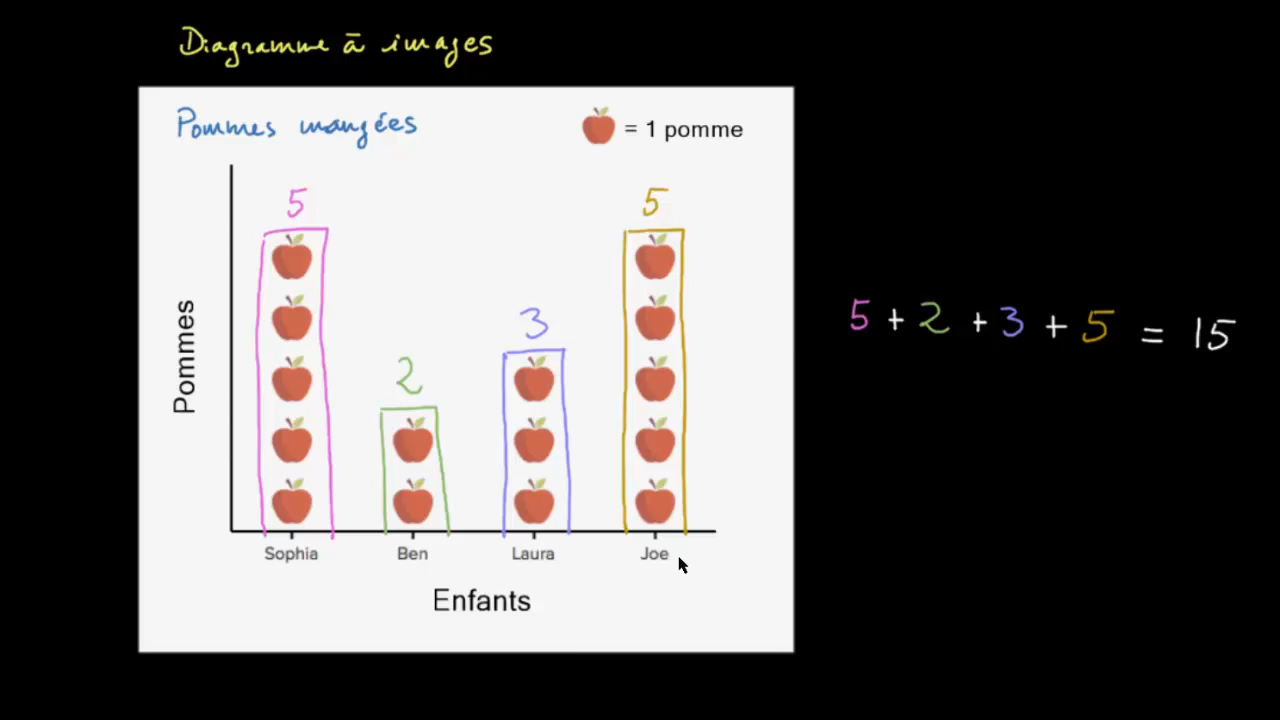 Diagramme à images
Pommes mangées
= 1 pomme
5 2 3 5
5 + 2 + 3 + 5 = 15
Pommes
Sophia Ben Laura Joe
Enfants